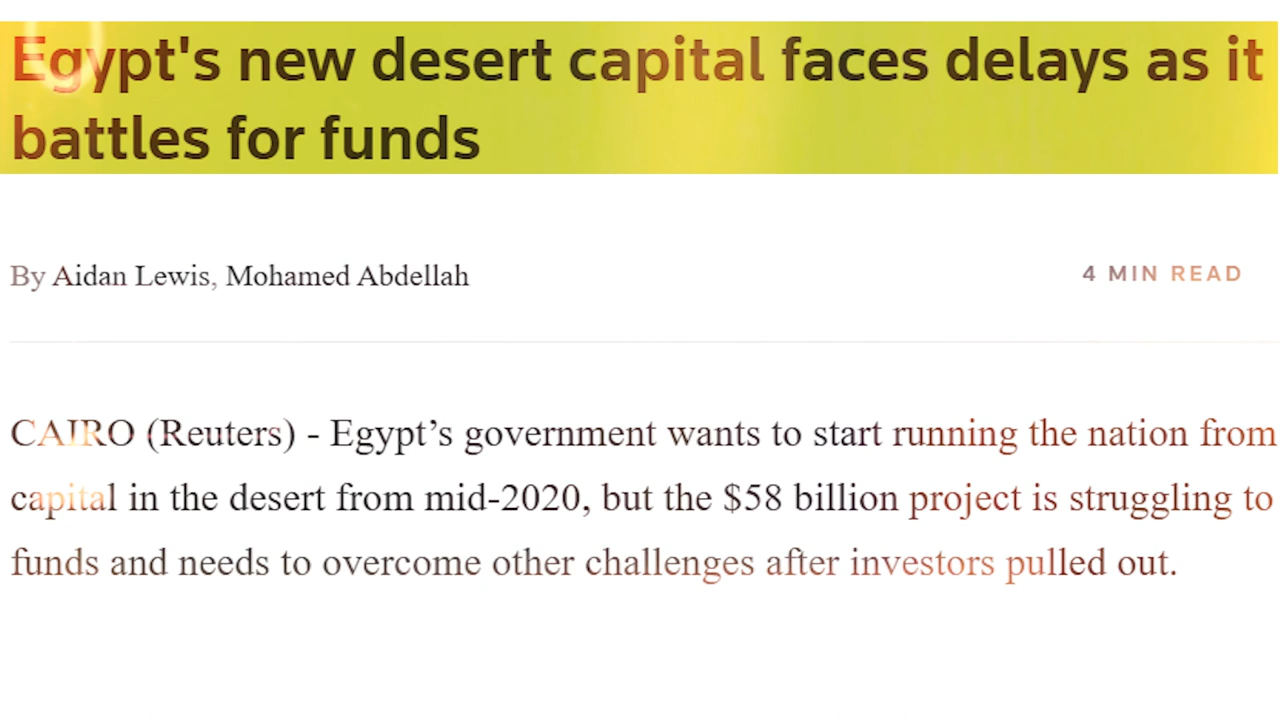 Egypt's new desert capital faces delays as it
battles for funds
By Aidan Lewis, Mohamed Abdellah
4 MIN READ
CAIRO (Reuters) - Egypt’s government wants to start running the nation from
capital in the desert from mid-2020, but the $58 billion project is struggling to
funds and needs to overcome other challenges after investors pulled out.